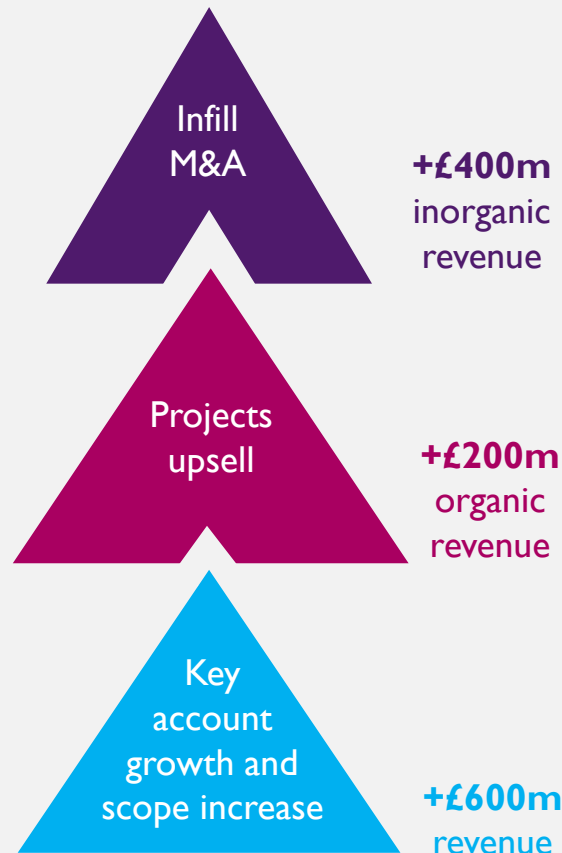 Infill
M&A
+£400m
inorganic
revenue
Projects
upsell
+£200m
organic
revenue
Key
account
growth and
scope increase
+£600m
revenue